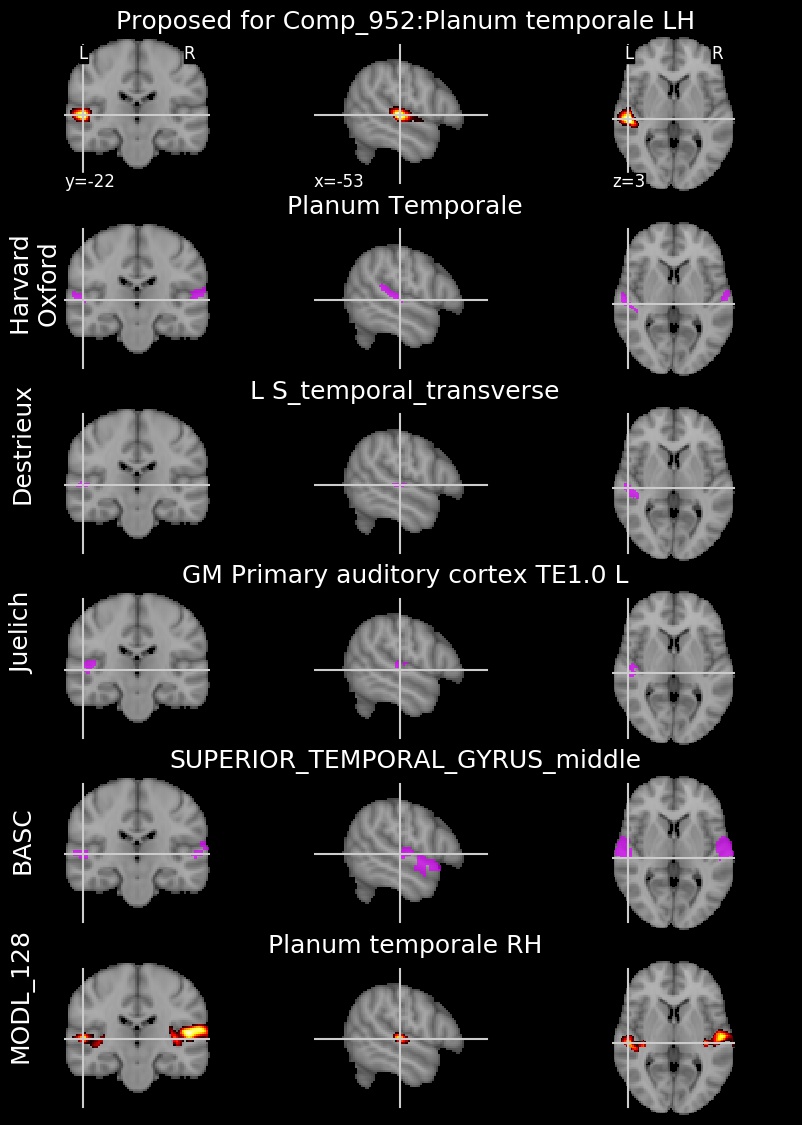 Proposed for Comp_952:Planum temporale LH
L R
L R
y=-22
x=-53
z=3
Planum Temporale
Harvard
Oxford
L S_temporal_transverse
Destrieux
GM Primary auditory cortex TE1.0 L
Juelich
SUPERIOR_TEMPORAL_GYRUS_middle
BASC
Planum temporale RH
MODL_128